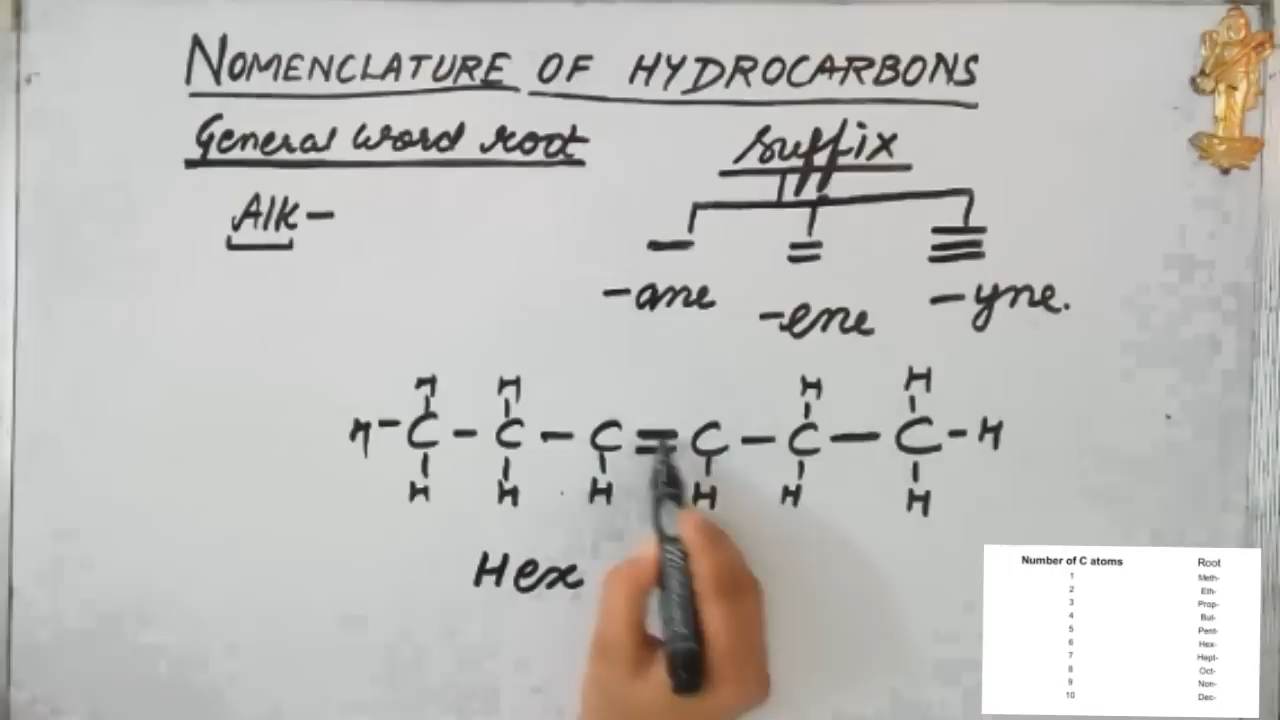 NOMENCLATURE OF HYDROCARBONS
General word root
suffix
Alk-
- = ≡
-ane -ene -yne.
H H H H
H-C-C-C=C-C-C-H
H H H H H H
Hex
Number of C atoms Root
1 Meth-
2 Eth-
3 Prop-
4 But-
5 Pent-
6 Hex-
7 Hept-
8 Oct-
9 Non-
10 Dec-